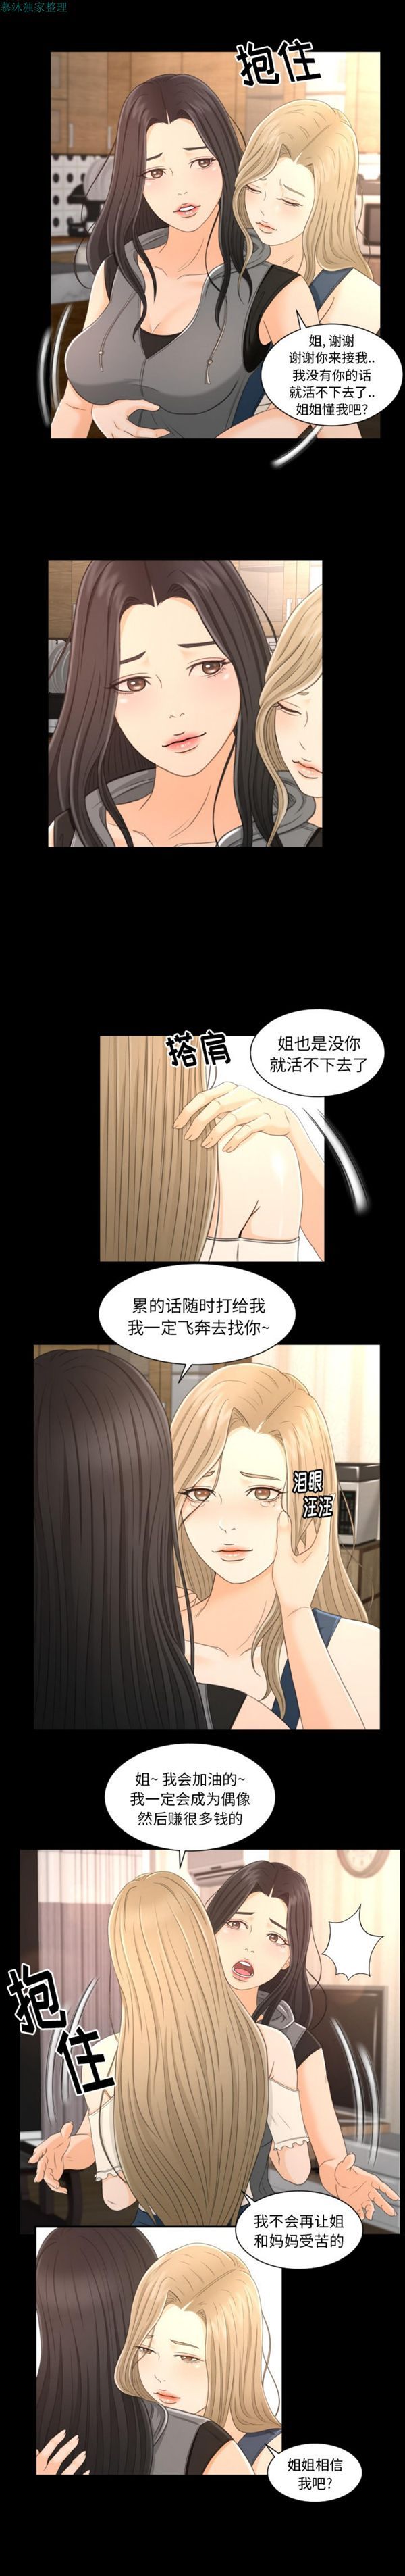 慕沐独家整理
抱住
姐, 谢谢
谢谢你来接我..
我没有你的话
就活不下去了..
姐姐懂我吧?
搭肩
姐也是没你
就活不下去了
累的话随时打给我
我一定飞奔去找你~
泪眼
汪汪
姐~ 我会加油的~
我一定会成为偶像
然后赚很多钱的
抱住
我不会再让姐
和妈妈受苦的
姐姐相信
我吧?